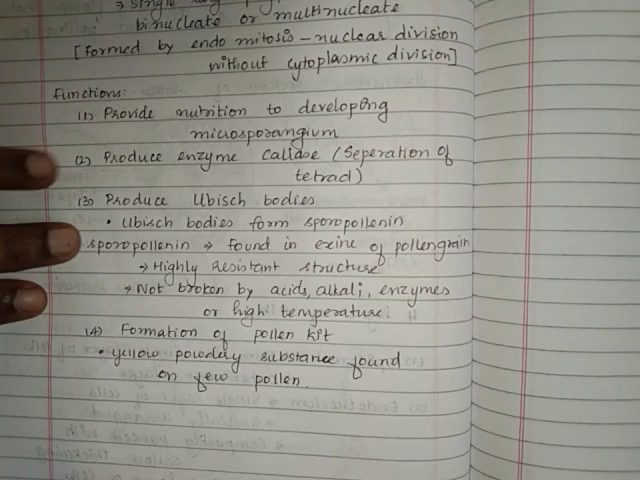 → Single layer
binucleate or multinucleate
[formed by endo mitosis - nuclear division
without cytoplasmic division]
Functions:
(1) Provide nutrition to developing
microsporangium
(2) Produce enzyme callase (Seperation of
tetrad)
(3) Produce Ubisch bodies
• Ubisch bodies form sporopollenin
sporopollenin → found in exine of pollengrain
→ Highly resistant structure
→ Not broken by acids, alkali, enzymes
or high temperature.
(4) Formation of pollen kit
• yellow powdery substance found
on few pollen.